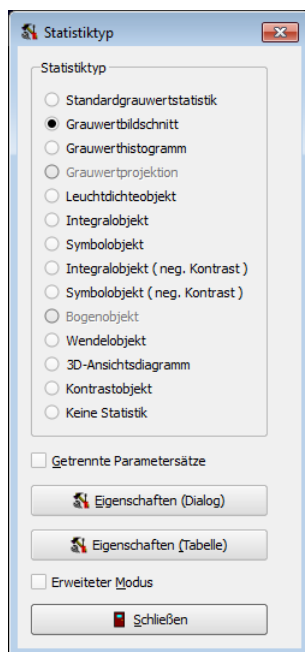 Statistiktyp
Statistiktyp
Standardgrauwertstatistik
Grauwertbildschnitt
Grauwerthistogramm
Grauwertprojektion
Leuchtdichteobjekt
Integralobjekt
Symbolobjekt
Integralobjekt ( neg. Kontrast )
Symbolobjekt ( neg. Kontrast )
Bogenobjekt
Wendelobjekt
3D-Ansichtsdiagramm
Kontrastobjekt
Keine Statistik
Getrennte Parametersätze
Eigenschaften (Dialog)
Eigenschaften (Tabelle)
Erweiteter Modus
Schließen